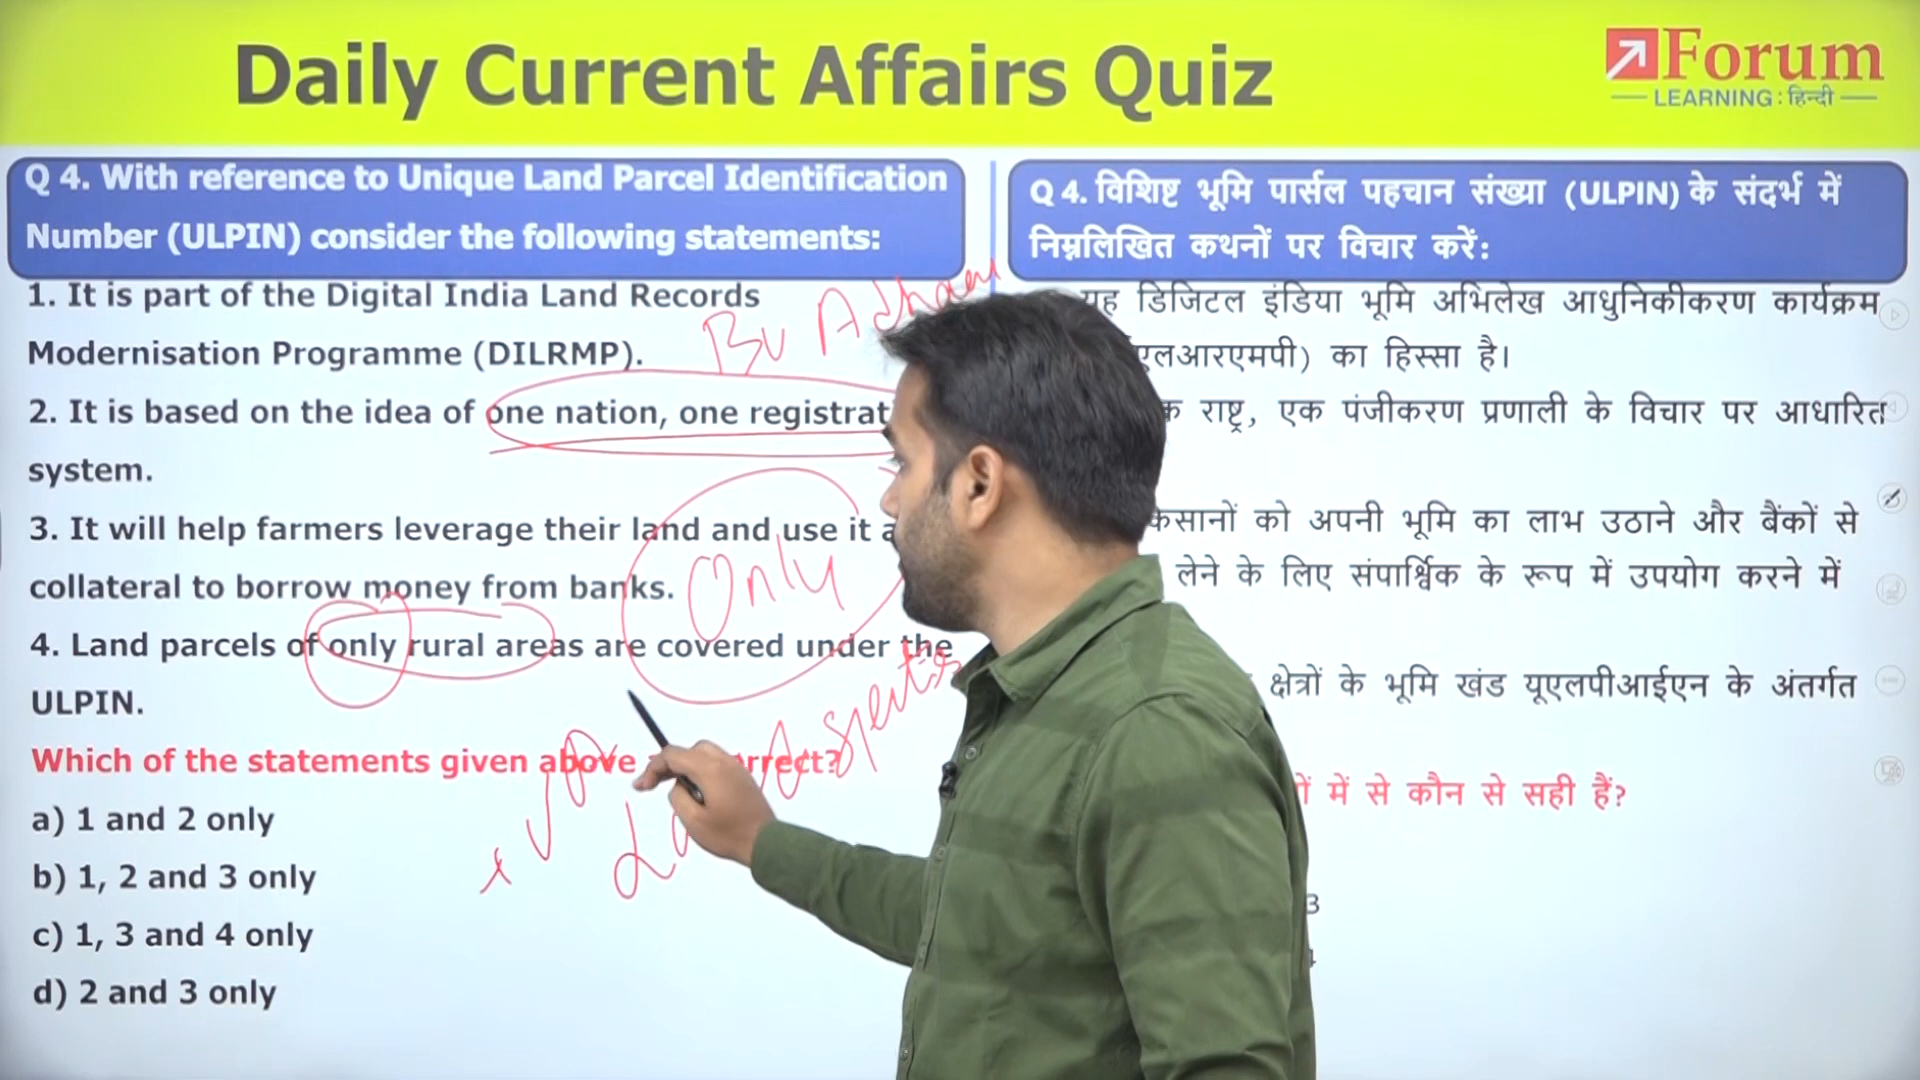 Daily Current Affairs Quiz
Forum
LEARNING : हिन्दी
Q 4. With reference to Unique Land Parcel Identification
Number (ULPIN) consider the following statements:
1. It is part of the Digital India Land Records
Modernisation Programme (DILRMP).
2. It is based on the idea of one nation, one registrat
system.
3. It will help farmers leverage their land and use it
collateral to borrow money from banks.
4. Land parcels of only rural areas are covered under the
ULPIN.
Which of the statements given above rrect?
a) 1 and 2 only
b) 1, 2 and 3 only
c) 1, 3 and 4 only
d) 2 and 3 only
Only
Q 4. विशिष्ट भूमि पार्सल पहचान संख्या (ULPIN) के संदर्भ में
निम्नलिखित कथनों पर विचार करें:
यह डिजिटल इंडिया भूमि अभिलेख आधुनिकीकरण कार्यक्रम
एलआरएमपी) का हिस्सा है।
क राष्ट्र, एक पंजीकरण प्रणाली के विचार पर आधारित
केसानों को अपनी भूमि का लाभ उठाने और बैंकों से
लेने के लिए संपार्श्विक के रूप में उपयोग करने में
क्षेत्रों के भूमि खंड यूएलपीआईएन के अंतर्गत
में से कौन से सही हैं?
3